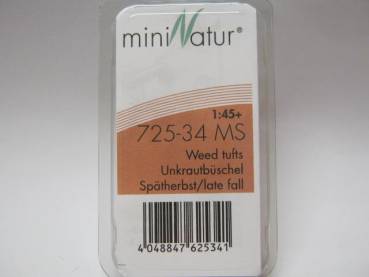 miniNatur®
1:45+
725-34 MS
Weed tufts
Unkrautbüschel
Spätherbst/late fall
4 048847 625341